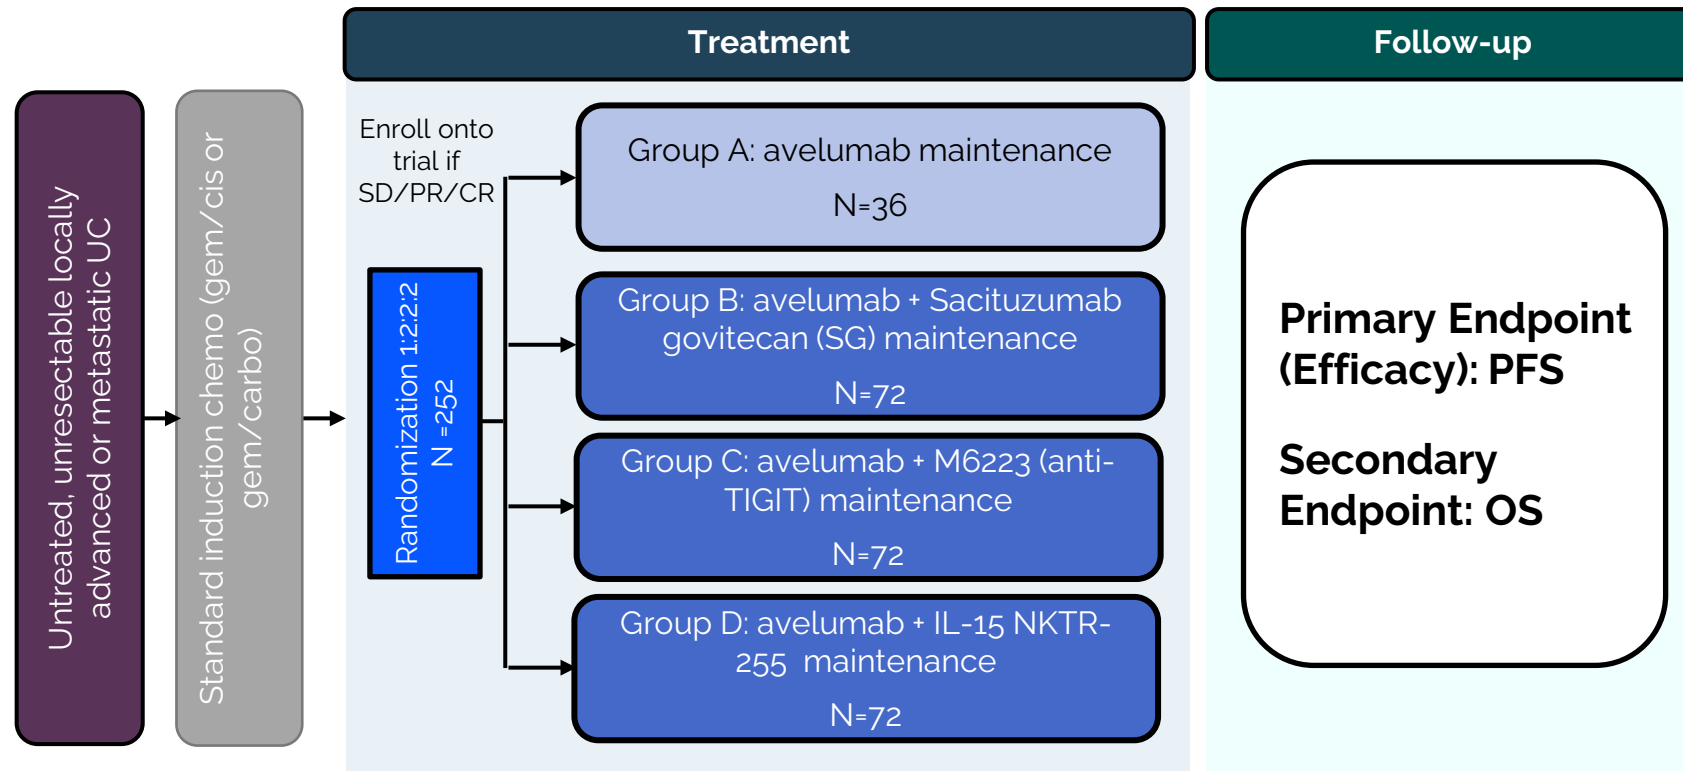 Treatment
Follow-up
Untreated, unresectable locally
advanced or metastatic UC
Standard induction chemo (gem/cis or
gem/carbo)
Enroll onto
trial if
SD/PR/CR
Randomization 1:2:2:2
N =252
Group A: avelumab maintenance
N=36
Group B: avelumab + Sacituzumab
govitecan (SG) maintenance
N=72
Group C: avelumab + M6223 (anti-
TIGIT) maintenance
N=72
Group D: avelumab + IL-15 NKTR-
255 maintenance
N=72
Primary Endpoint
(Efficacy): PFS
Secondary
Endpoint: OS